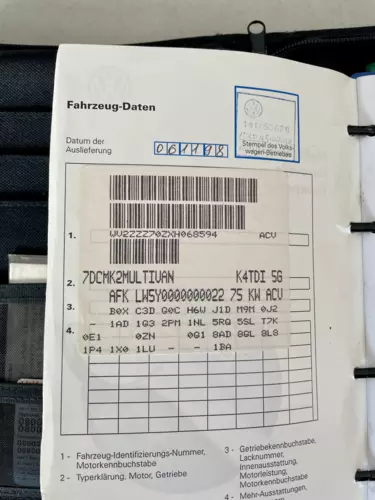 Fahrzeug-Daten
Datum der
Auslieferung
061198
Stempel des Volks-
wagen-Betriebes
1.
WV2ZZZ70ZXH068594 ACV
2.
7DCMK2MULTIVAN K4TDI 5G
AFK LW5Y0000000022 75 KW ACV
3.
B0X C3D G0C H6W J1D M9M 0J2
- 1AD 1G3 2PM 1NL 5RQ 5SL T7K
4.
0E1 0ZN 0G1 8AD 8GL 8L8
1P4 1X0 1LU - - 1BA
1 - Fahrzeug-Identifizierungs-Nummer,
Motorkennbuchstabe
2 - Typerklärung, Motor, Getriebe
3 - Getriebekennbuchstabe,
Lacknummer,
Innenausstattung,
Motorleistung,
Motorkennbuchstabe
4 - Mehr-Ausstattungen,